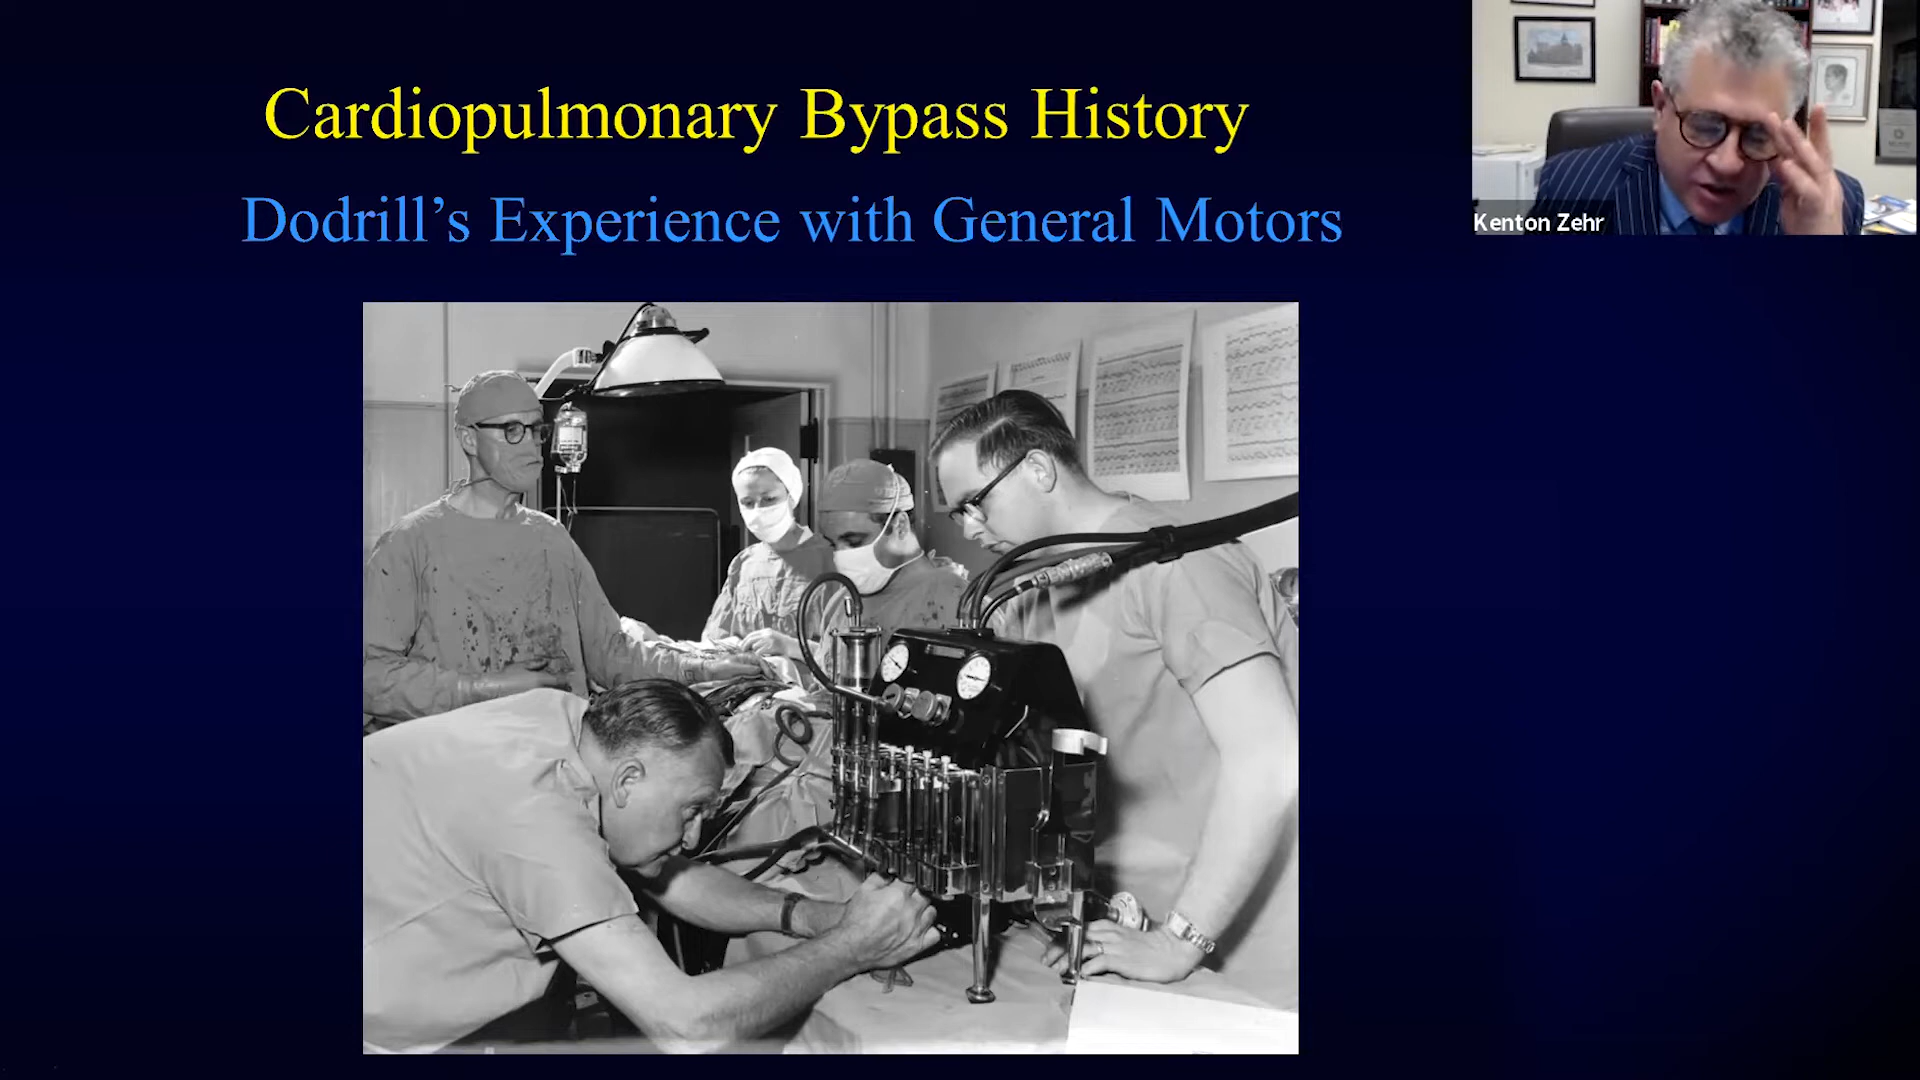 Cardiopulmonary Bypass History
Dodrill’s Experience with General Motors
Kenton Zehr